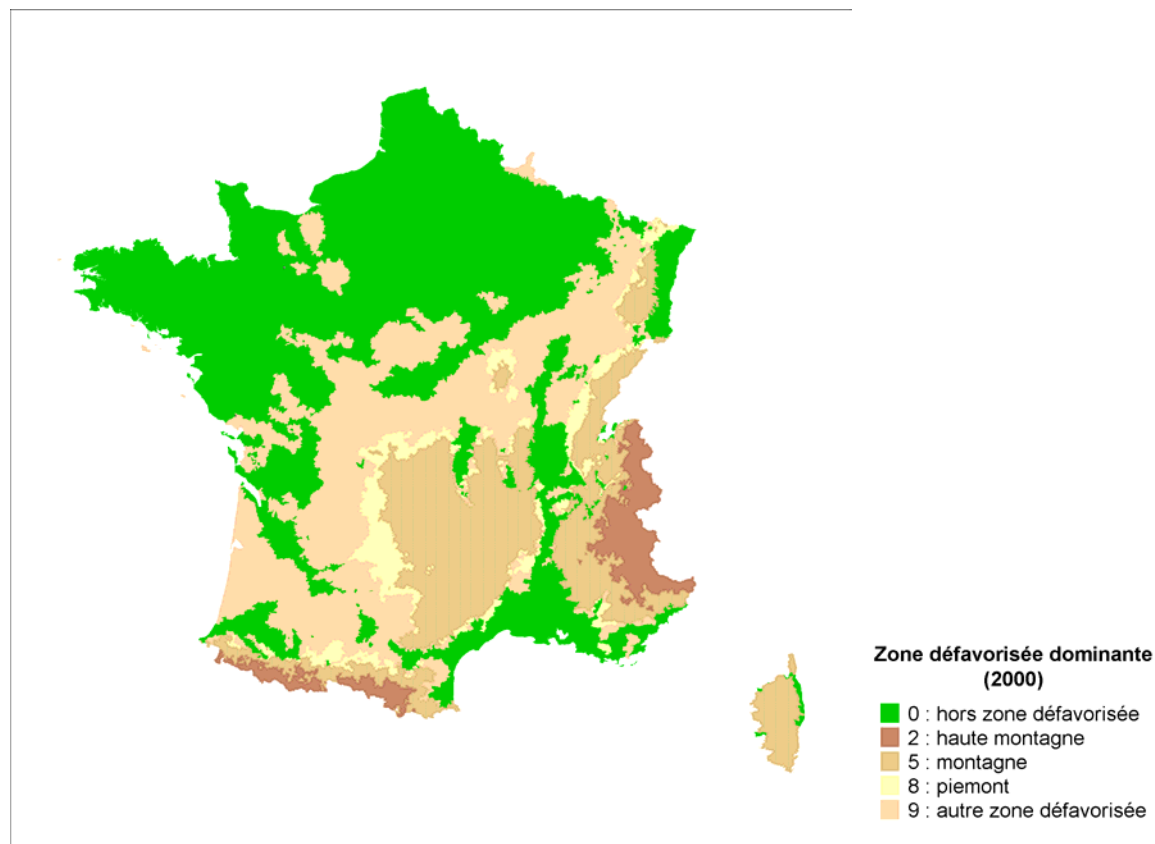 Zone défavorisée dominante
(2000)
0 : hors zone défavorisée
2 : haute montagne
5 : montagne
8 : piemont
9 : autre zone défavorisée